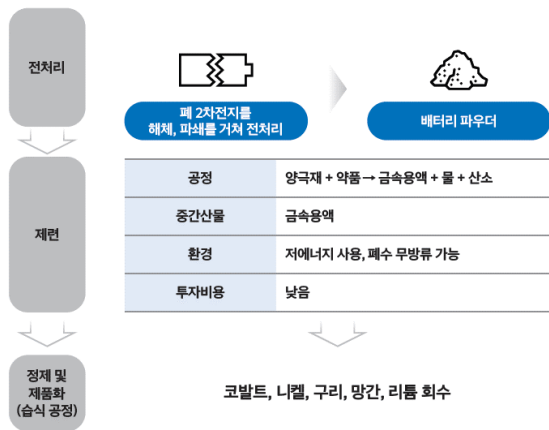 전처리
폐 2차전지를
해체, 파쇄를 거쳐 전처리
배터리 파우더
제련
공정 양극재 + 약품 → 금속용액 + 물 + 산소
중간산물 금속용액
환경 저에너지 사용, 폐수 무방류 가능
투자비용 낮음
정제 및
제품화
(습식 공정)
코발트, 니켈, 구리, 망간, 리튬 회수